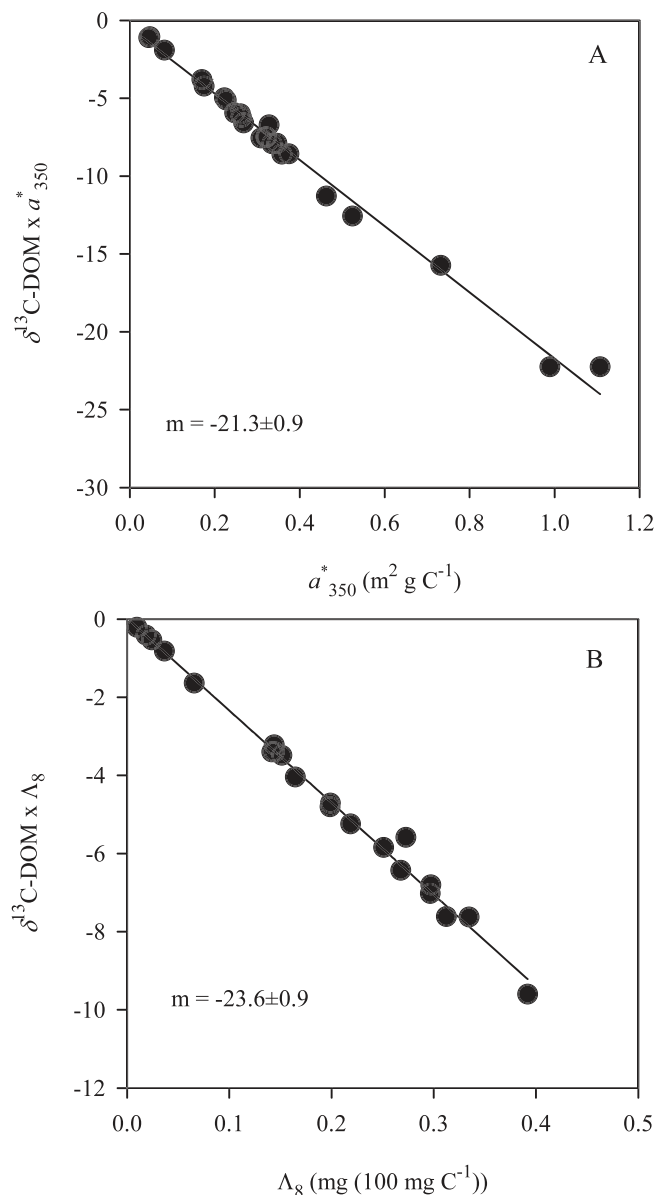 A
0
-5
-10
-15
-20
-25
-30
δ¹³C-DOM x a*₃₅₀
m = -21.3±0.9
0.0 0.2 0.4 0.6 0.8 1.0 1.2
a*₃₅₀ (m² g C⁻¹)
B
0
-2
-4
-6
-8
-10
-12
δ¹³C-DOM x Λ₈
m = -23.6±0.9
0.0 0.1 0.2 0.3 0.4 0.5
Λ₈ (mg (100 mg C⁻¹))